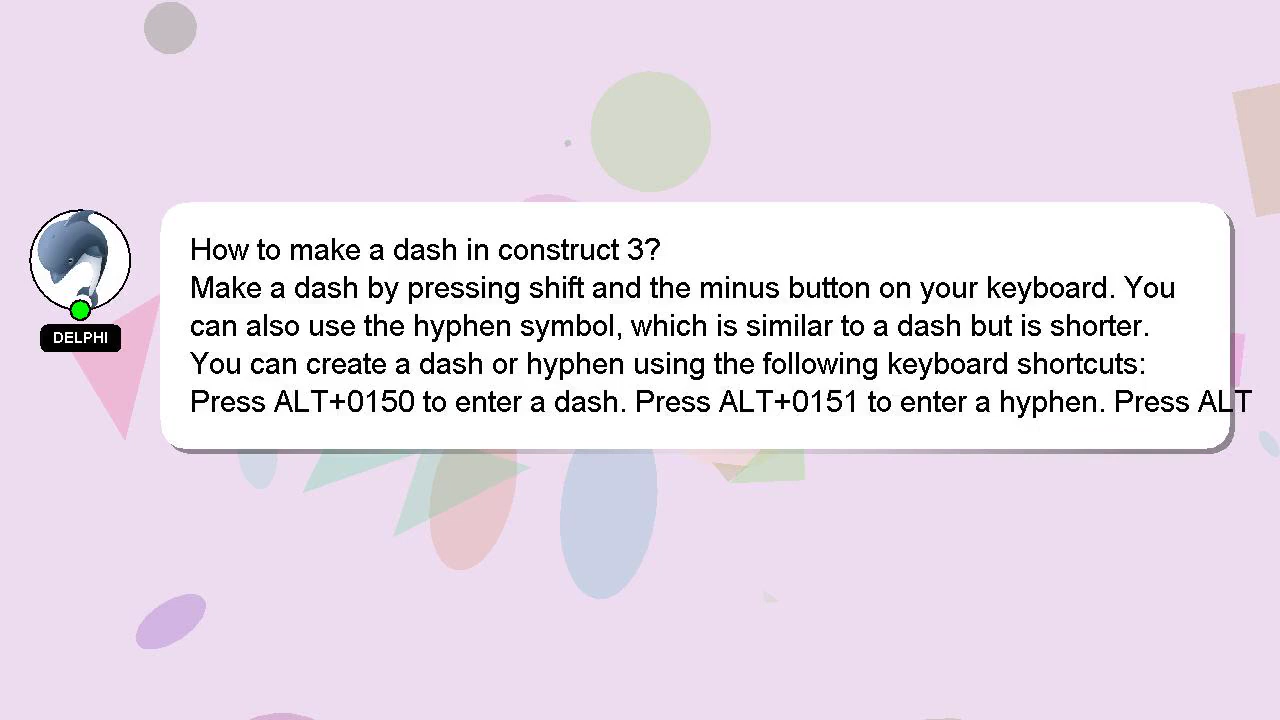 How to make a dash in construct 3?
Make a dash by pressing shift and the minus button on your keyboard. You
can also use the hyphen symbol, which is similar to a dash but is shorter.
You can create a dash or hyphen using the following keyboard shortcuts:
Press ALT+0150 to enter a dash. Press ALT+0151 to enter a hyphen. Press ALT
DELPHI